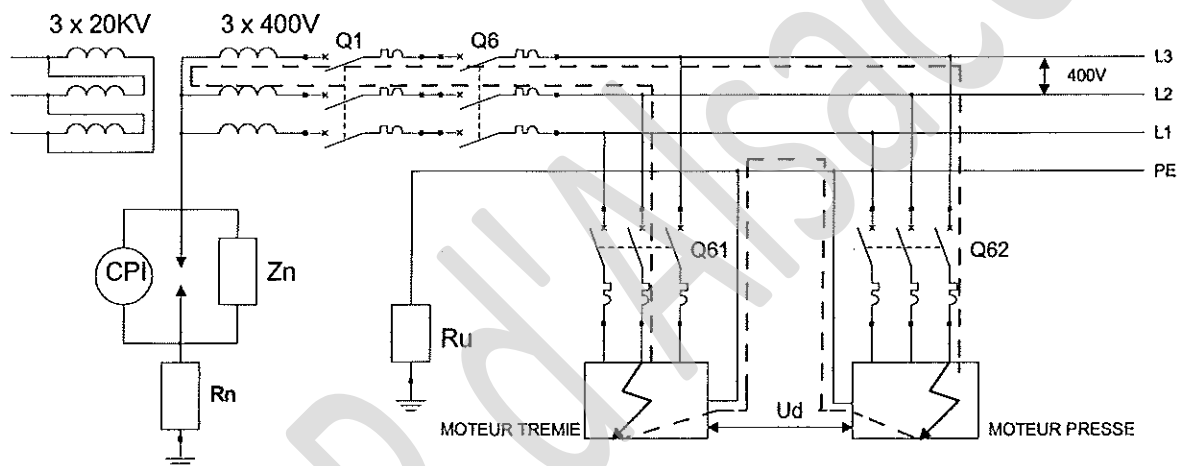 3 x 20KV
3 x 400V
Q1
Q6
L3
400V
L2
L1
PE
CPI
Zn
Rn
Ru
Q61
Q62
MOTEUR TREMIE
Ud
MOTEUR PRESSE
d'Alsace